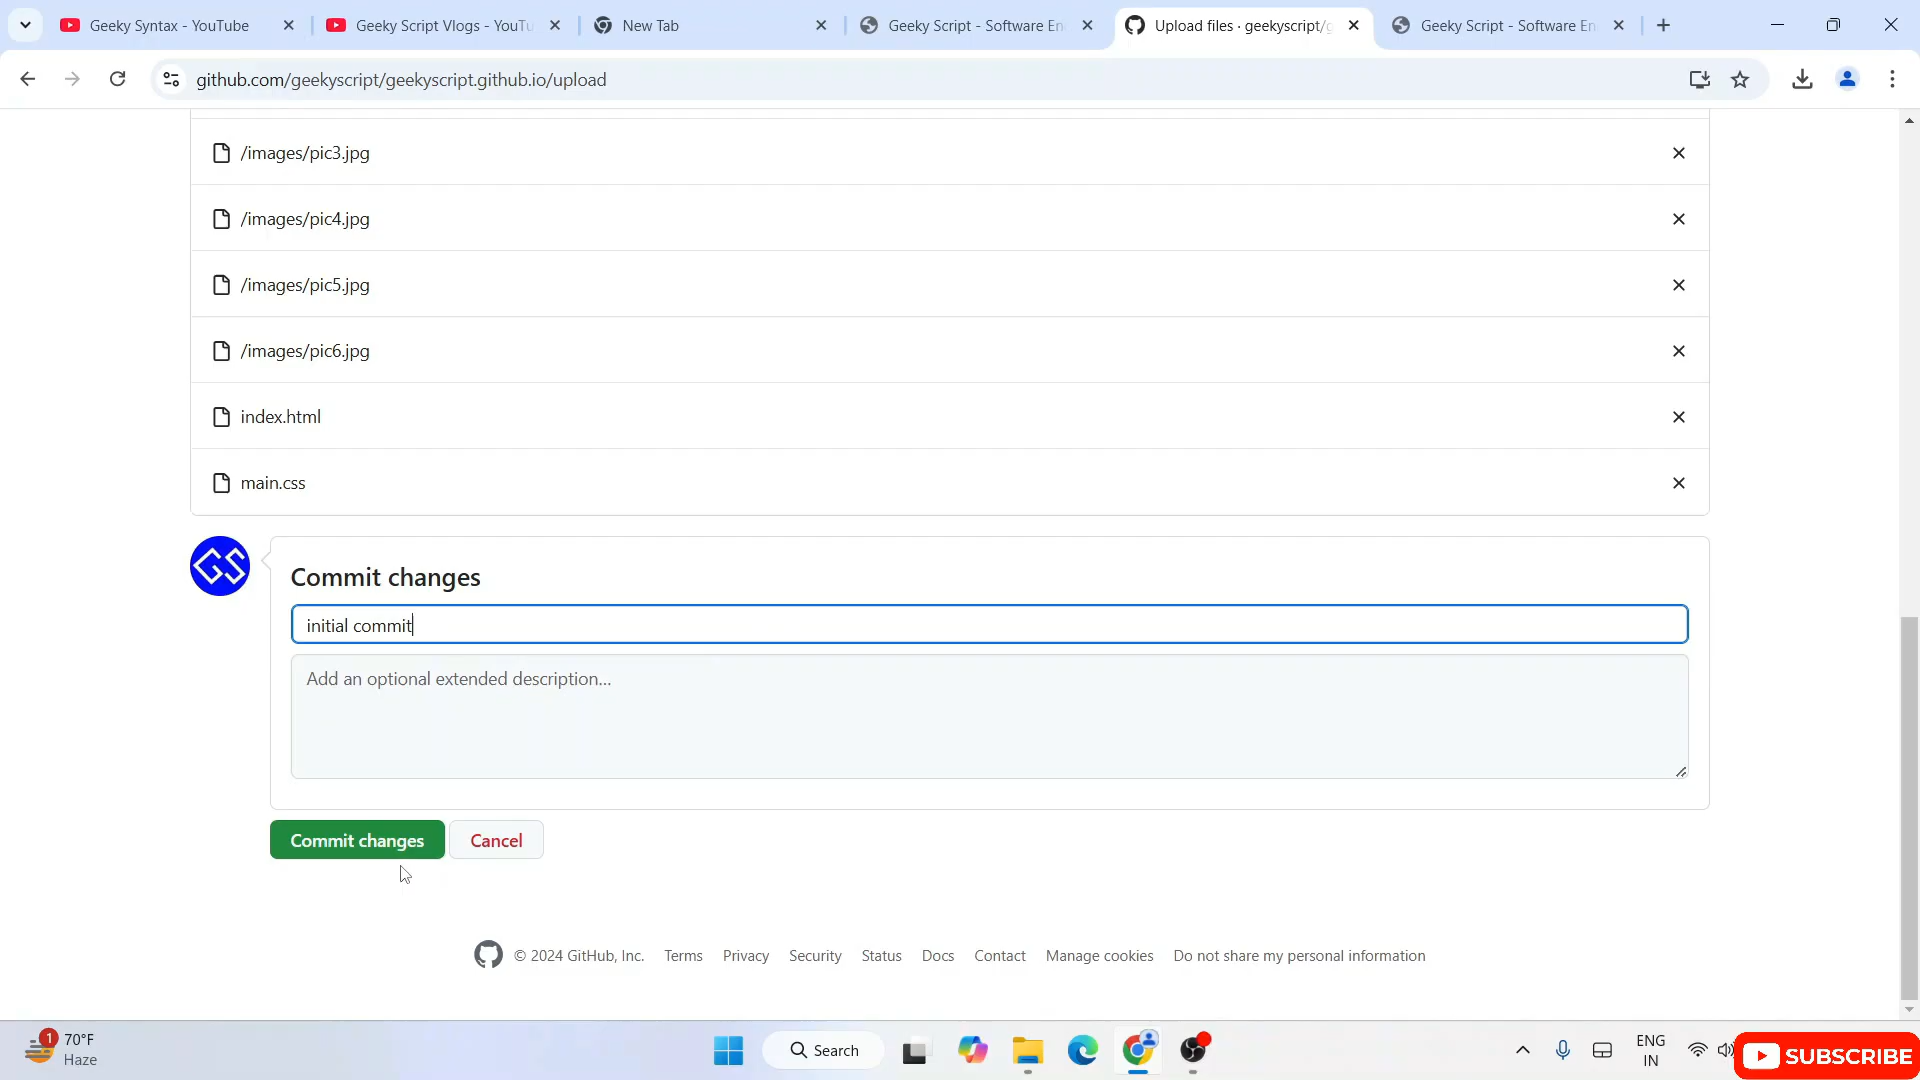 Geeky Syntax - YouTube
Geeky Script Vlogs - YouTu
New Tab
Geeky Script - Software En
Upload files · geekyscript/g
Geeky Script - Software En
github.com/geekyscript/geekyscript.github.io/upload
/images/pic3.jpg
/images/pic4.jpg
/images/pic5.jpg
/images/pic6.jpg
index.html
main.css
GS
Commit changes
initial commit
Add an optional extended description...
Commit changes
Cancel
© 2024 GitHub, Inc.
Terms
Privacy
Security
Status
Docs
Contact
Manage cookies
Do not share my personal information
1
70°F
Haze
Search
ENG
IN
SUBSCRIBE